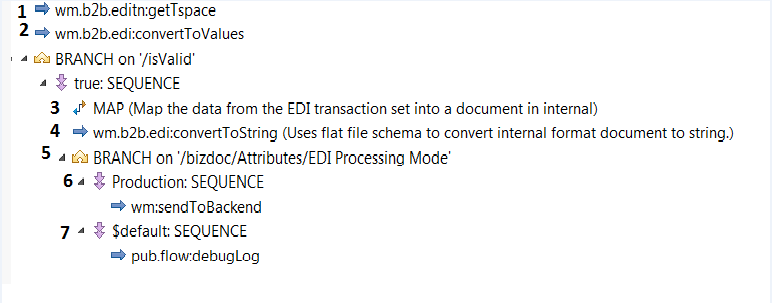 1 wm.b2b.editn:getTspace
2 wm.b2b.edi:convertToValues
BRANCH on '/isValid'
true: SEQUENCE
3 MAP (Map the data from the EDI transaction set into a document in internal)
4 wm.b2b.edi:convertToString (Uses flat file schema to convert internal format document to string.)
5 BRANCH on '/bizdoc/Attributes/EDI Processing Mode'
6 Production: SEQUENCE
wm:sendToBackend
7 $default: SEQUENCE
pub.flow:debugLog